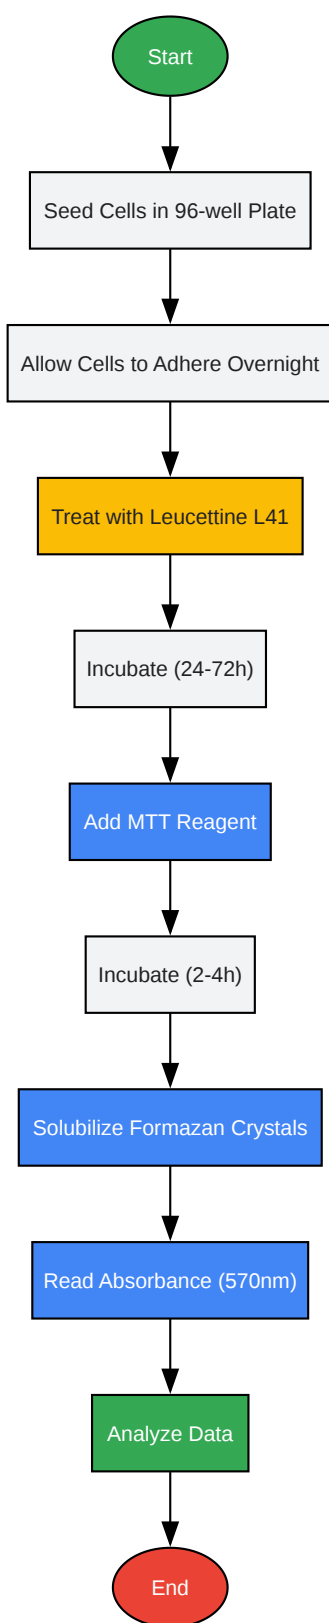 Start
Seed Cells in 96-well Plate
Allow Cells to Adhere Overnight
Treat with Leucettine L41
Incubate (24-72h)
Add MTT Reagent
Incubate (2-4h)
Solubilize Formazan Crystals
Read Absorbance (570nm)
Analyze Data
End